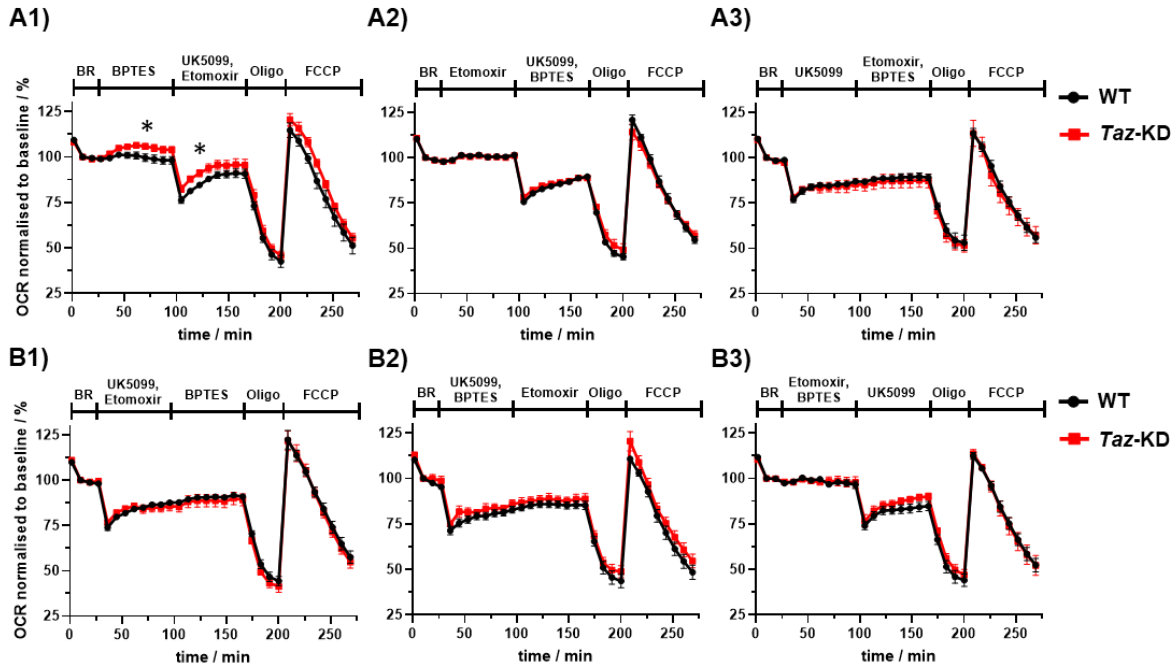 A1)
A2)
A3)
UK5099,
Etomoxir
BR
BPTES
Oligo
FCCP
UK5099,
BPTES
BR
Etomoxir
Oligo
FCCP
Etomoxir,
BPTES
BR
UK5099
Oligo
FCCP
WT
Taz-KD
OCR normalised to baseline / %
125
100
75
50
25
*
*
0
50
100
150
200
250
time / min
125
100
75
50
25
0
50
100
150
200
250
time / min
125
100
75
50
25
0
50
100
150
200
250
time / min
B1)
B2)
B3)
UK5099,
Etomoxir
BR
BPTES
Oligo
FCCP
UK5099,
BPTES
BR
Etomoxir
Oligo
FCCP
Etomoxir,
BPTES
BR
UK5099
Oligo
FCCP
WT
Taz-KD
OCR normalised to baseline / %
125
100
75
50
25
0
50
100
150
200
250
time / min
125
100
75
50
25
0
50
100
150
200
250
time / min
125
100
75
50
25
0
50
100
150
200
250
time / min